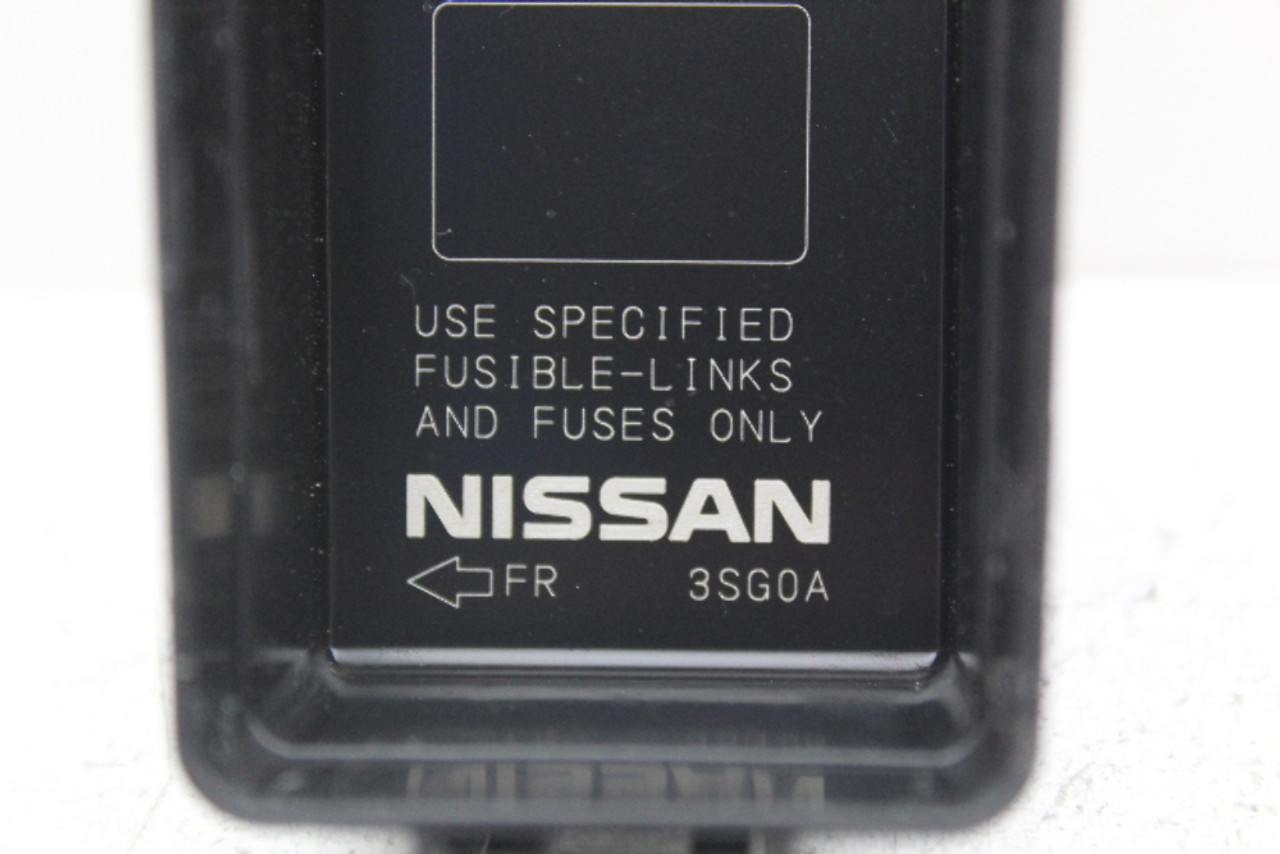 USE SPECIFIED
FUSIBLE-LINKS
AND FUSES ONLY
NISSAN
FR 3SG0A